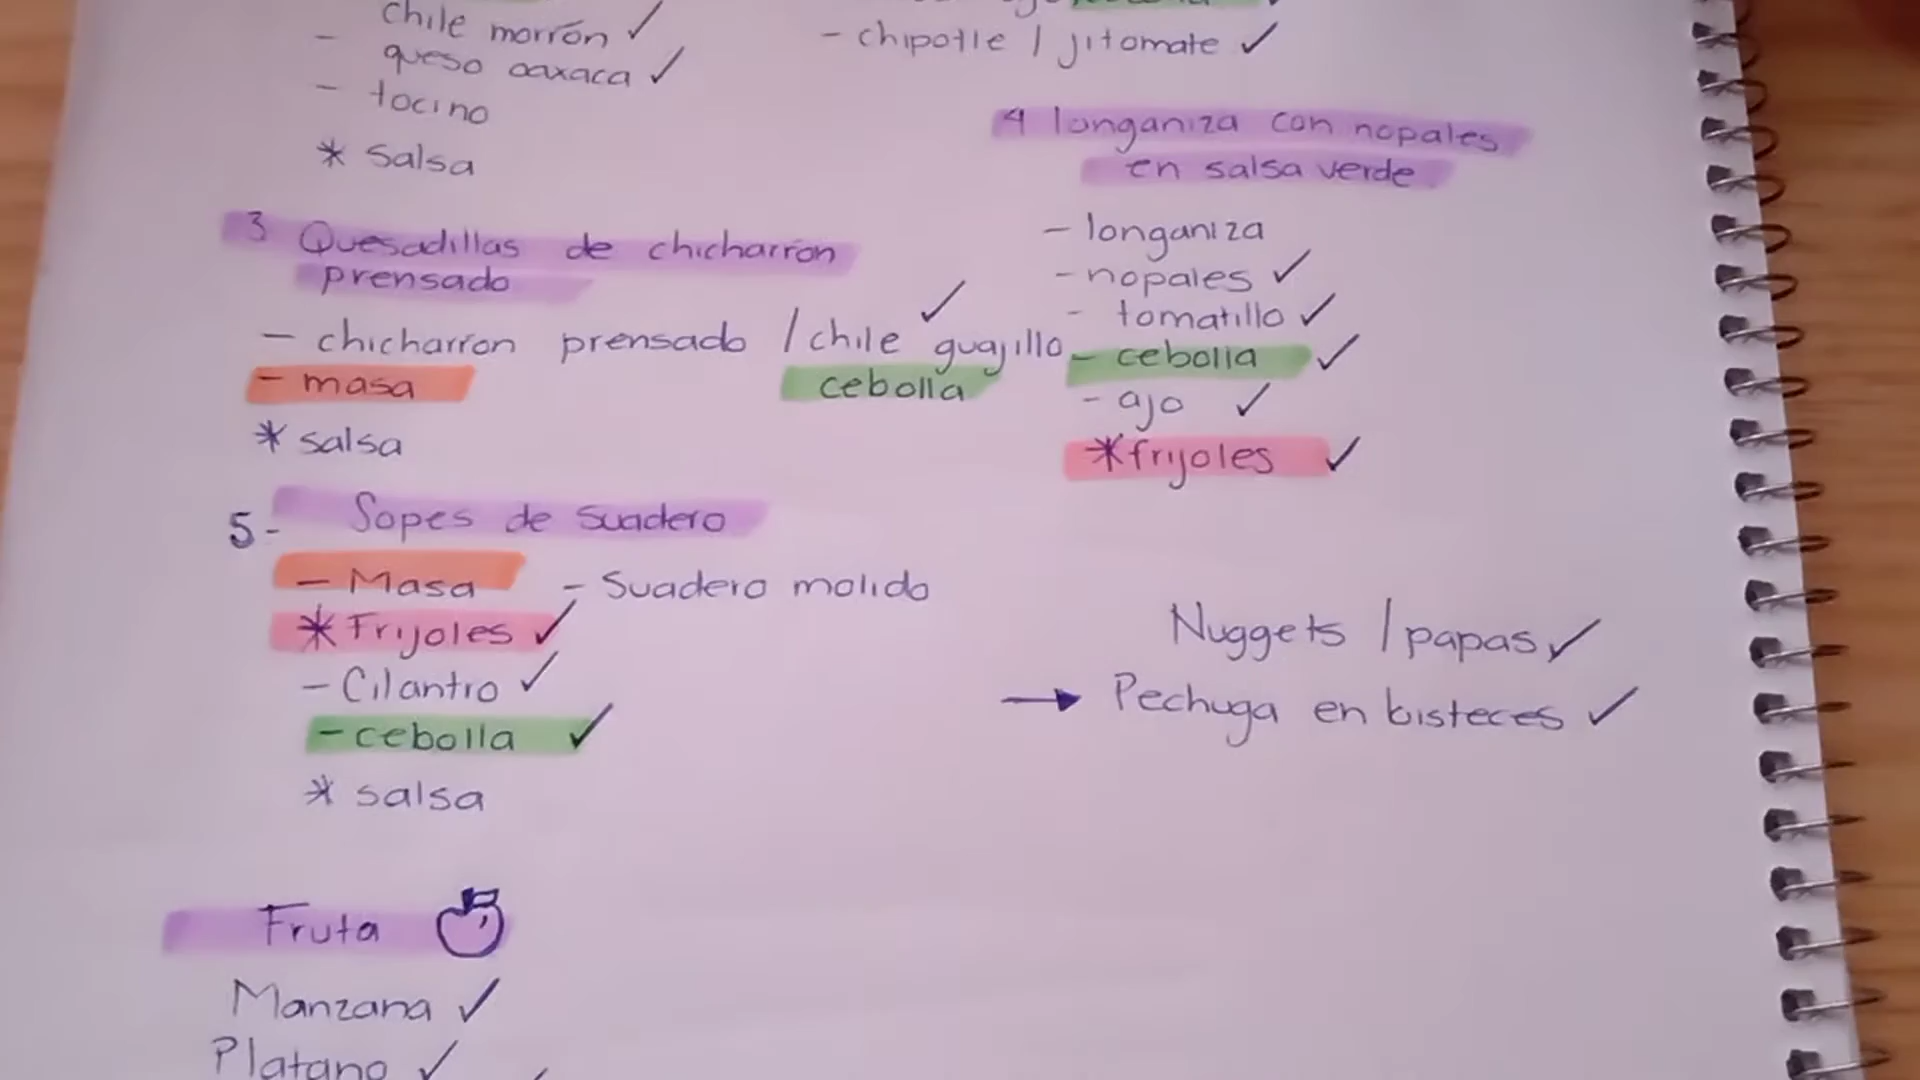 chile morrón ✓
- queso oaxaca ✓
- tocino
* salsa
- chipotle / jitomate ✓
3 Quesadillas de chicharron
prensado
- chicharron prensado / chile guajillo ✓
- masa
cebolla
* salsa
4 longaniza con nopales
en salsa verde
- longaniza
- nopales ✓
- tomatillo ✓
- cebolla ✓
- ajo ✓
* frijoles ✓
5- Sopes de Suadero
- Masa - Suadero molido
* Frijoles ✓
- Cilantro ✓
- cebolla ✓
* salsa
Nuggets / papas ✓
→ Pechuga en bisteces ✓
Fruta
Manzana ✓
Platano ✓